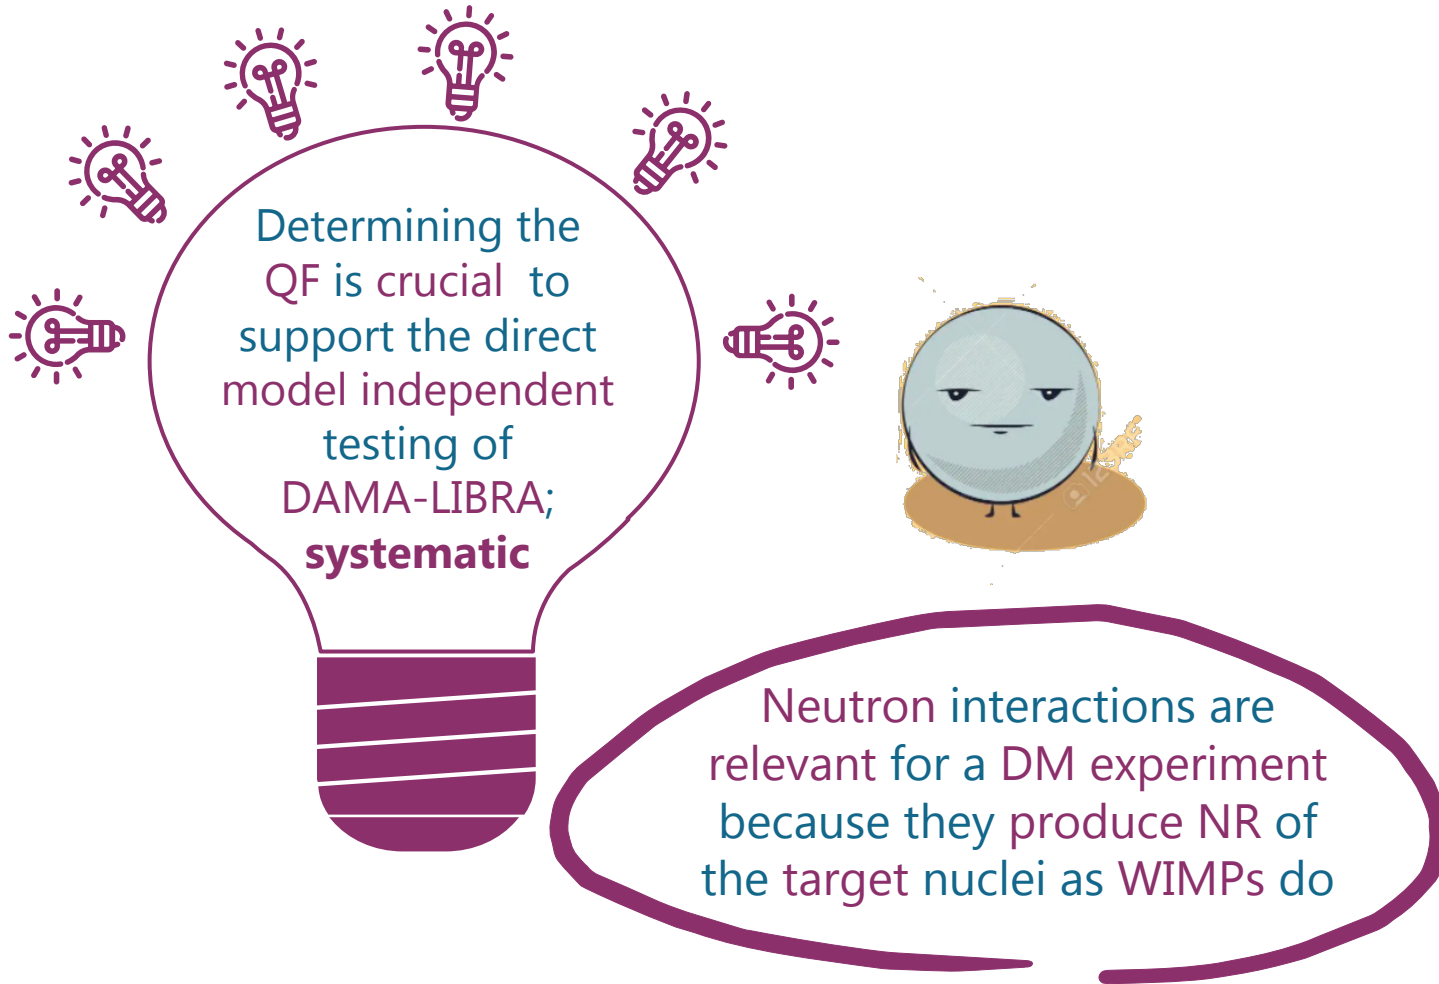 Determining the
QF is crucial to
support the direct
model independent
testing of
DAMA-LIBRA;
systematic
Neutron interactions are
relevant for a DM experiment
because they produce NR of
the target nuclei as WIMPs do